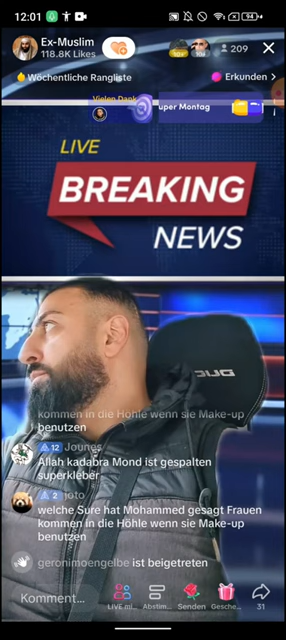 12:01
94
Ex-Muslim
118.8K Likes
209
Wöchentliche Rangliste
Erkunden >
Vielen Dank
uper Montag
LIVE
BREAKING
NEWS
kommen in die Höhle wenn sie Make-up
benutzen
12 Jounes
Allah kadabra Mond ist gespalten
superkleber
2 joto
welche Sure hat Mohammed gesagt Frauen
kommen in die Höhle wenn sie Make-up
benutzen
geronimoengelbe ist beigetreten
Komment...
LIVE mi...
Abstim...
Senden
Gesche...
31